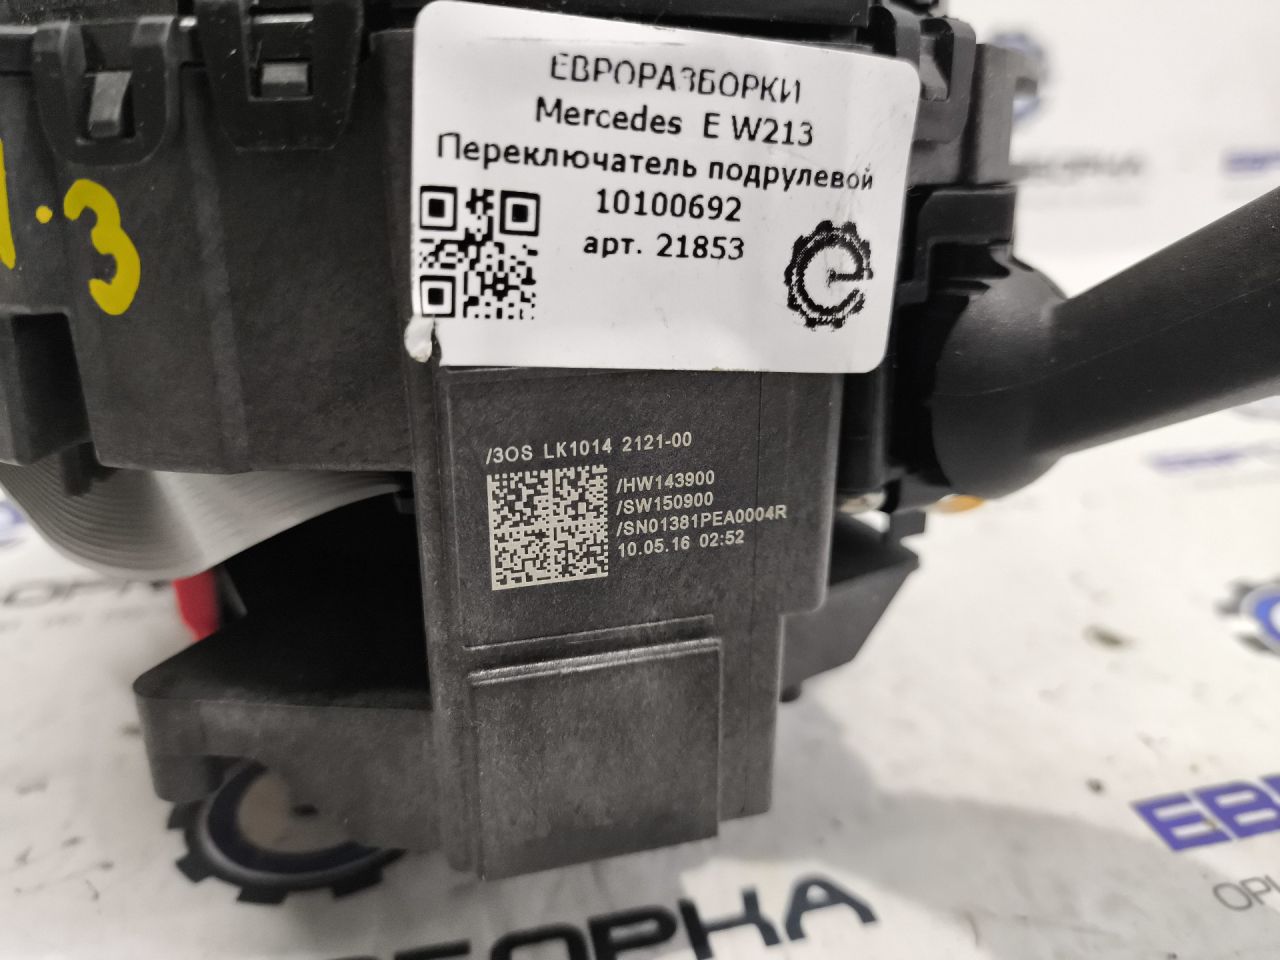 ЕВРОРАЗБОРКИ
Mercedes E W213
Переключатель подрулевой
10100692
арт. 21853
.3
/3OS LK1014 2121-00
/HW143900
/SW150900
/SN01381PEA0004R
10.05.16 02:52